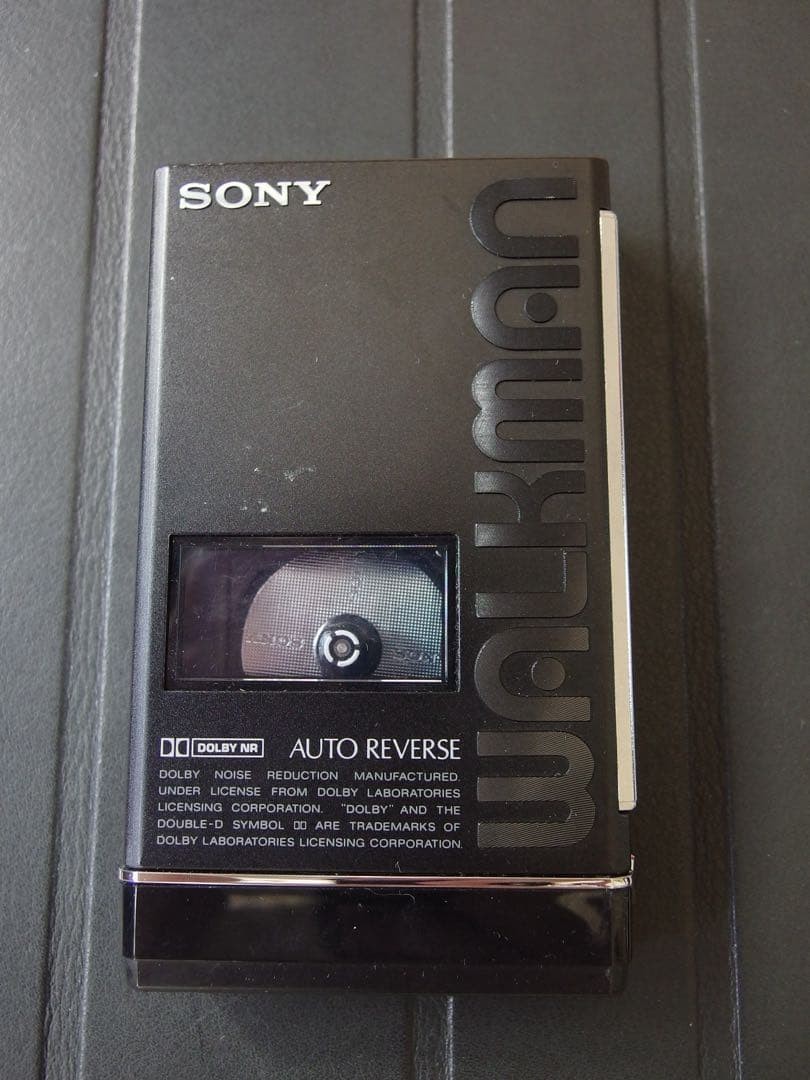 SONY
WALKMAN
DOLBY NR
AUTO REVERSE
DOLBY NOISE REDUCTION MANUFACTURED.
UNDER LICENSE FROM DOLBY LABORATORIES
LICENSING CORPORATION. "DOLBY" AND THE
DOUBLE-D SYMBOL ARE TRADEMARKS OF
DOLBY LABORATORIES LICENSING CORPORATION.